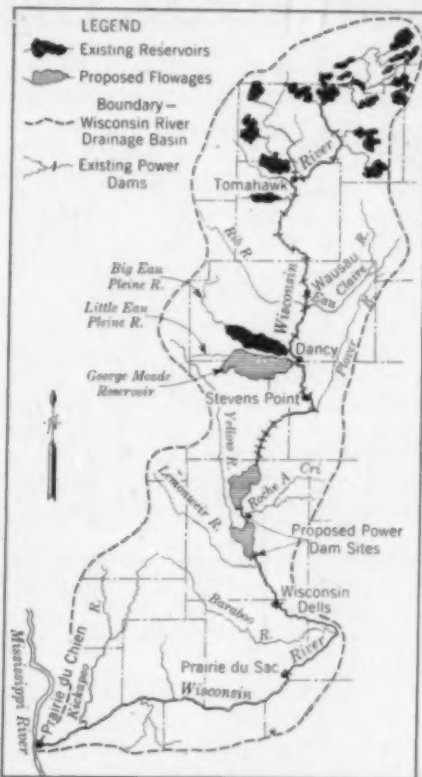 LEGEND
Existing Reservoirs
Proposed Flowages
Boundary –
Wisconsin River
Drainage Basin
Existing Power
Dams
River
Tomahawk
Rib R.
Wisconsin
Wausau
Eau Claire R.
Big Eau
Pleine R.
Little Eau
Pleine R.
Dancy
Plover R.
George Meade
Reservoir
Stevens Point
Yellow R.
Roche A Cri.
Lemonweir R.
Proposed Power
Dam Sites
Wisconsin
Dells
Baraboo R.
River
Prairie du Sac
Wisconsin
Kickapoo R.
Prairie du Chien
Mississippi River